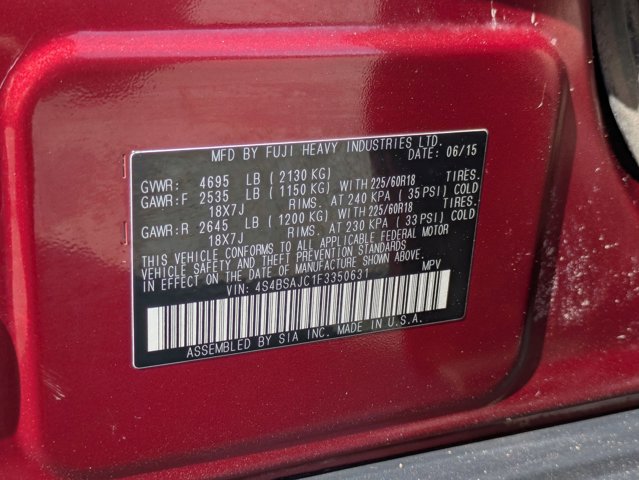 MFD BY FUJI HEAVY INDUSTRIES LTD.
DATE: 06/15
GVWR: 4695 LB ( 2130 KG)
GAWR:F 2535 LB ( 1150 KG) WITH 225/60R18 TIRES.
18X7J RIMS. AT 240 KPA ( 35 PSI) COLD
GAWR:R 2645 LB ( 1200 KG) WITH 225/60R18 TIRES.
18X7J RIMS. AT 230 KPA ( 33 PSI) COLD
THIS VEHICLE CONFORMS TO ALL APPLICABLE FEDERAL MOTOR
VEHICLE SAFETY AND THEFT PREVENTION STANDARDS
IN EFFECT ON THE DATE OF MANUFACTURE SHOWN ABOVE.
VIN: 4S4BSAJC1F3350631 MPV
ASSEMBLED BY SIA INC. MADE IN U.S.A.